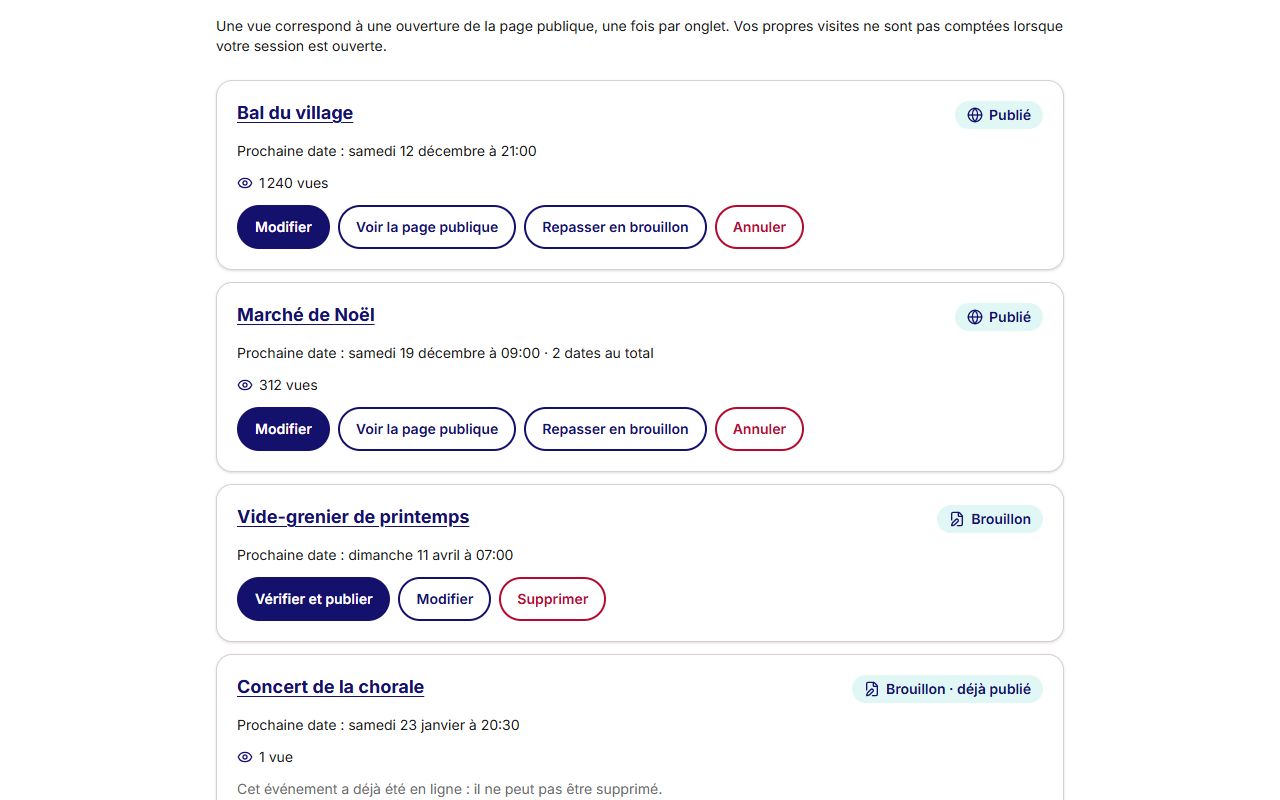 Une vue correspond à une ouverture de la page publique, une fois par onglet. Vos propres visites ne sont pas comptées lorsque
votre session est ouverte.
Bal du village
Publié
Prochaine date : samedi 12 décembre à 21:00
1 240 vues
Modifier
Voir la page publique
Repasser en brouillon
Annuler
Marché de Noël
Publié
Prochaine date : samedi 19 décembre à 09:00 · 2 dates au total
312 vues
Modifier
Voir la page publique
Repasser en brouillon
Annuler
Vide-grenier de printemps
Brouillon
Prochaine date : dimanche 11 avril à 07:00
Vérifier et publier
Modifier
Supprimer
Concert de la chorale
Brouillon · déjà publié
Prochaine date : samedi 23 janvier à 20:30
1 vue
Cet événement a déjà été en ligne : il ne peut pas être supprimé.